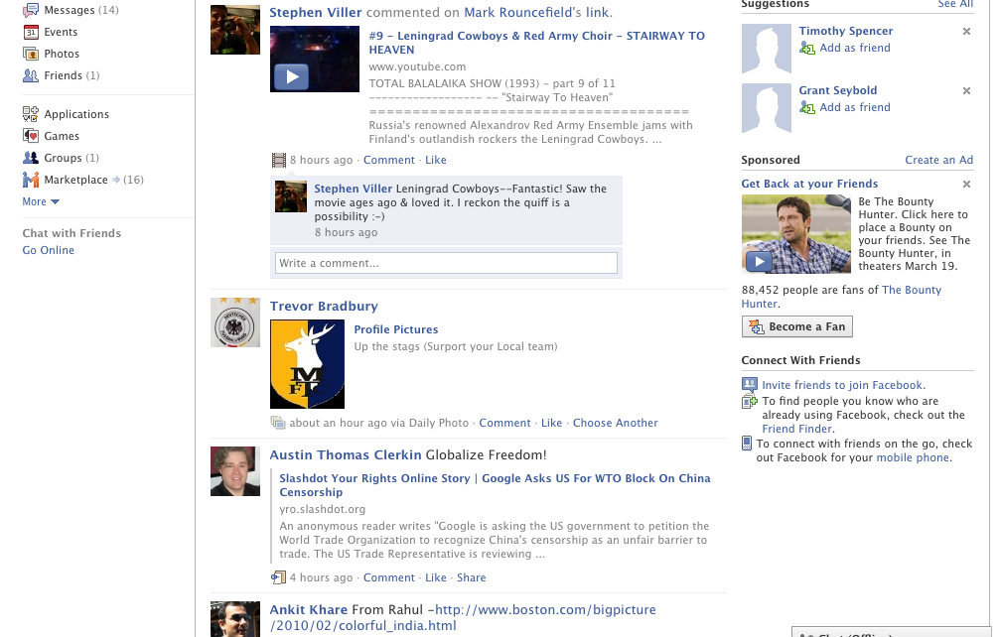 Messages (14)
Events
Photos
Friends (1)
Applications
Games
Groups (1)
Marketplace (16)
More
Chat with Friends
Go Online
Stephen Viller commented on Mark Rouncefield's link.
#9 – Leningrad Cowboys & Red Army Choir – STAIRWAY TO
HEAVEN
www.youtube.com
TOTAL BALALAIKA SHOW (1993) – part 9 of 11
------------------ -- "Stairway To Heaven"
====================================
Russia's renowned Alexandrov Red Army Ensemble jams with
Finland's outlandish rockers the Leningrad Cowboys. ...
8 hours ago · Comment · Like
Stephen Viller Leningrad Cowboys--Fantastic! Saw the
movie ages ago & loved it. I reckon the quiff is a
possibility :-)
8 hours ago
Write a comment...
Trevor Bradbury
DEUTSCHER
MTFC
Profile Pictures
Up the stags (Surport your Local team)
about an hour ago via Daily Photo · Comment · Like · Choose Another
Austin Thomas Clerkin Globalize Freedom!
Slashdot Your Rights Online Story | Google Asks US For WTO Block On China
Censorship
yro.slashdot.org
An anonymous reader writes "Google is asking the US government to petition the
World Trade Organization to recognize China's censorship as an unfair barrier to
trade. The US Trade Representative is reviewing ...
4 hours ago · Comment · Like · Share
Ankit Khare From Rahul -http://www.boston.com/bigpicture
/2010/02/colorful_india.html
Suggestions See All
Timothy Spencer
Add as friend
Grant Seybold
Add as friend
Sponsored Create an Ad
Get Back at your Friends
Be The Bounty
Hunter. Click here to
place a Bounty on
your friends. See The
Bounty Hunter, in
theaters March 19.
88,452 people are fans of The Bounty
Hunter.
Become a Fan
Connect With Friends
Invite friends to join Facebook.
To find people you know who are
already using Facebook, check out the
Friend Finder.
To connect with friends on the go, check
out Facebook for your mobile phone.
Chat (Offline)